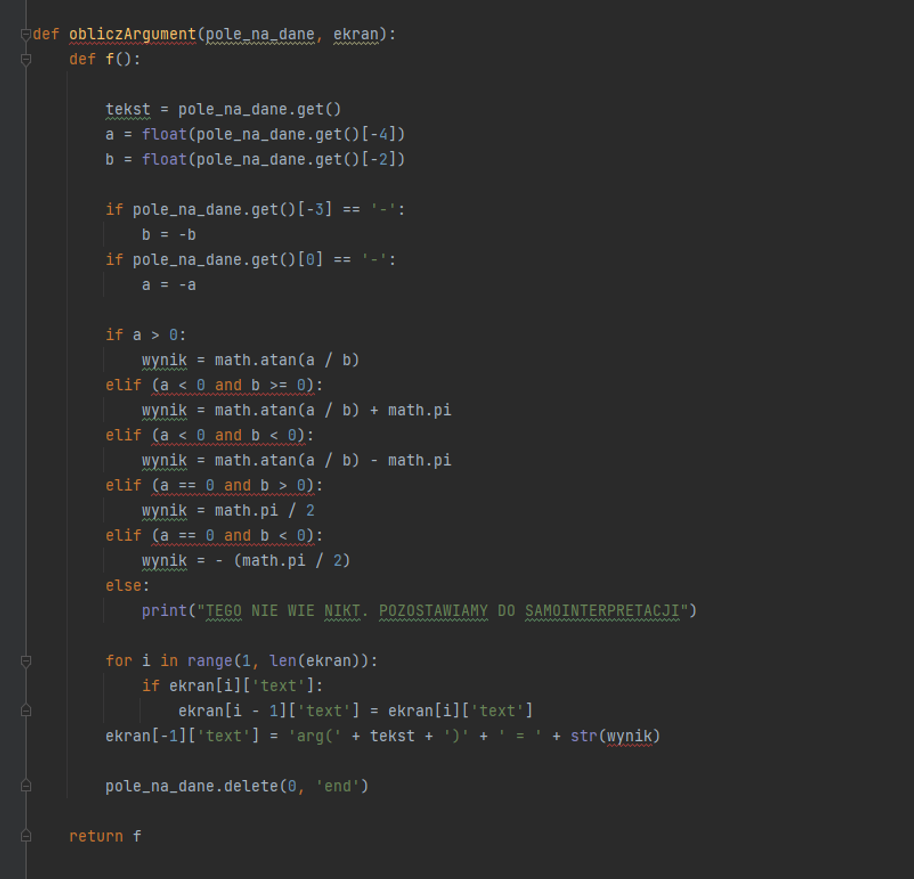 def obliczArgument(pole_na_dane, ekran):
    def f():
        tekst = pole_na_dane.get()
        a = float(pole_na_dane.get()[-4])
        b = float(pole_na_dane.get()[-2])
        if pole_na_dane.get()[-3] == '-':
            b = -b
        if pole_na_dane.get()[0] == '-':
            a = -a
        if a > 0:
            wynik = math.atan(a / b)
        elif (a < 0 and b >= 0):
            wynik = math.atan(a / b) + math.pi
        elif (a < 0 and b < 0):
            wynik = math.atan(a / b) - math.pi
        elif (a == 0 and b > 0):
            wynik = math.pi / 2
        elif (a == 0 and b < 0):
            wynik = - (math.pi / 2)
        else:
            print("TEGO NIE WIE NIKT. POZOSTAWIAMY DO SAMOINTERPRETACJI")
        for i in range(1, len(ekran)):
            if ekran[i]['text']:
                ekran[i - 1]['text'] = ekran[i]['text']
        ekran[-1]['text'] = 'arg(' + tekst + ')' + ' = ' + str(wynik)
        pole_na_dane.delete(0, 'end')
    return f